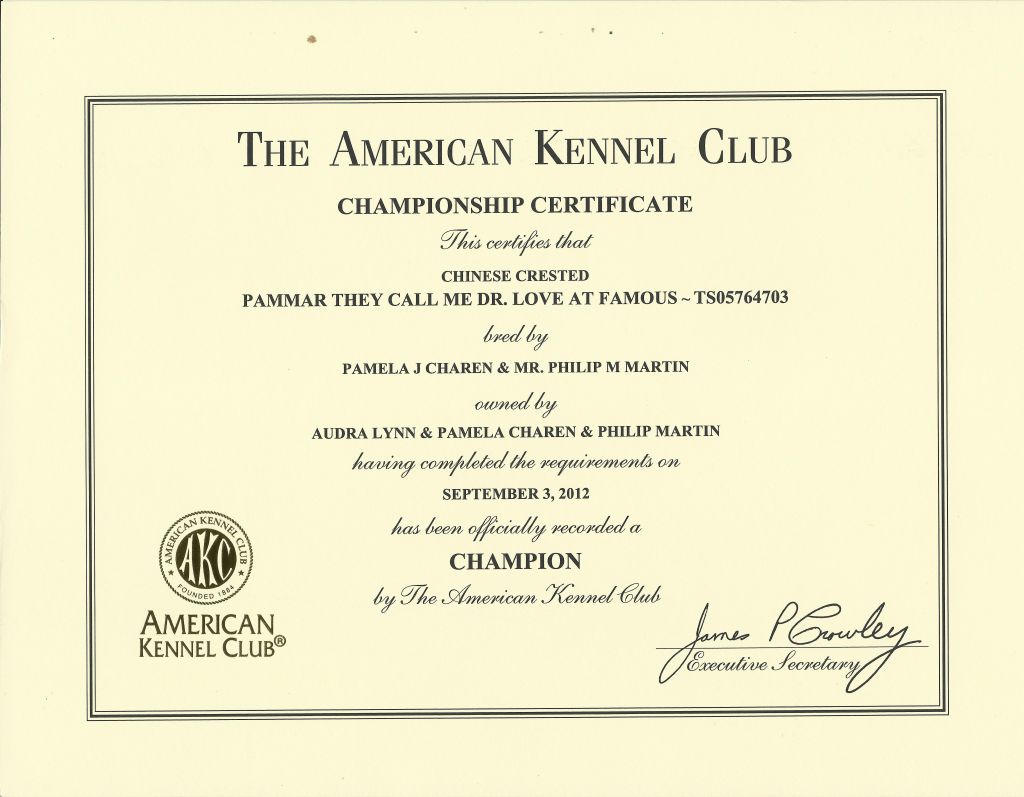 THE AMERICAN KENNEL CLUB
CHAMPIONSHIP CERTIFICATE
This certifies that
CHINESE CRESTED
PAMMAR THEY CALL ME DR. LOVE AT FAMOUS ~ TS05764703
bred by
PAMELA J CHAREN & MR. PHILIP M MARTIN
owned by
AUDRA LYNN & PAMELA CHAREN & PHILIP MARTIN
having completed the requirements on
SEPTEMBER 3, 2012
has been officially recorded a
CHAMPION
by The American Kennel Club
AMERICAN KENNEL CLUB
AKC
FOUNDED 1884
AMERICAN
KENNEL CLUB®
James P Crowley
Executive Secretary